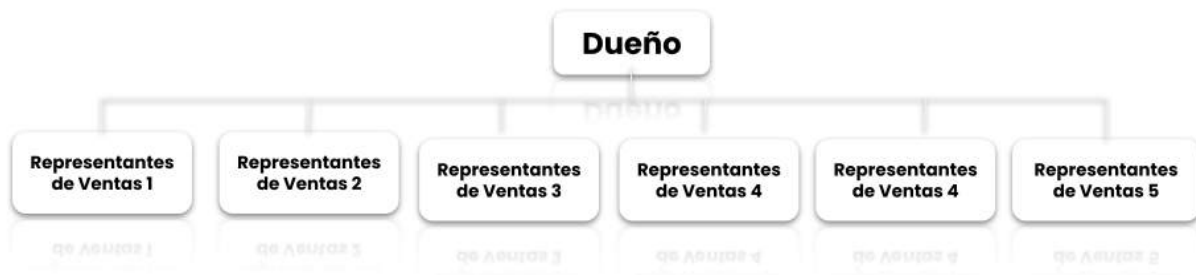 Dueño
Representantes
de Ventas 1
Representantes
de Ventas 2
Representantes
de Ventas 3
Representantes
de Ventas 4
Representantes
de Ventas 4
Representantes
de Ventas 5